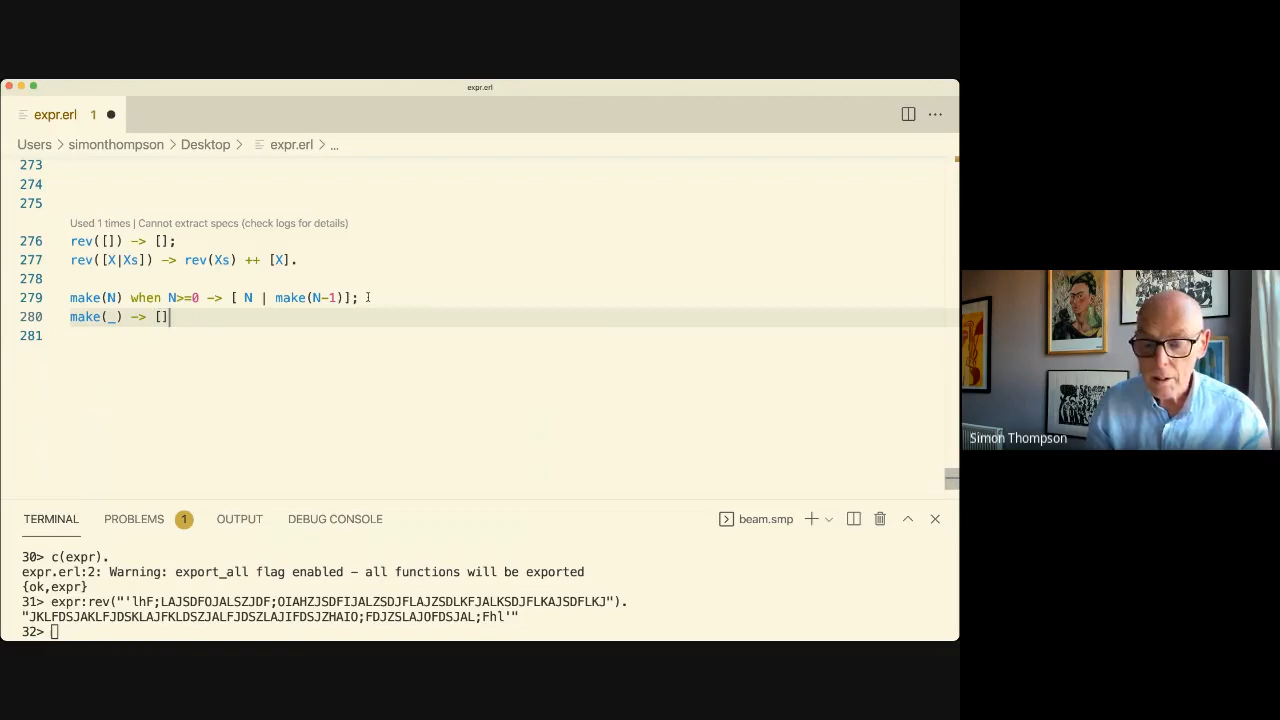 expr.erl
expr.erl 1
Users > simonthompson > Desktop > expr.erl > ...
273
274
275
Used 1 times | Cannot extract specs (check logs for details)
276 rev([]) -> [];
277 rev([X|Xs]) -> rev(Xs) ++ [X].
278
279 make(N) when N>=0 -> [ N | make(N-1)];
280 make(_) -> []
281
TERMINAL PROBLEMS 1 OUTPUT DEBUG CONSOLE beam.smp
30> c(expr).
expr.erl:2: Warning: export_all flag enabled - all functions will be exported
{ok,expr}
31> expr:rev("'lhF;LAJSDFOJALSZJDF;OIAHZJSDFIJALZSDJFLAJZSDLKFJALKSDJFLKAJSDFLKJ").
"JKLFDSJAKLFJDSKLAJFKLDSZJALFJDSZLAJIFDSJZHAIO;FDJZSLAJOFDSJAL;Fhl'"
32>
Simon Thompson